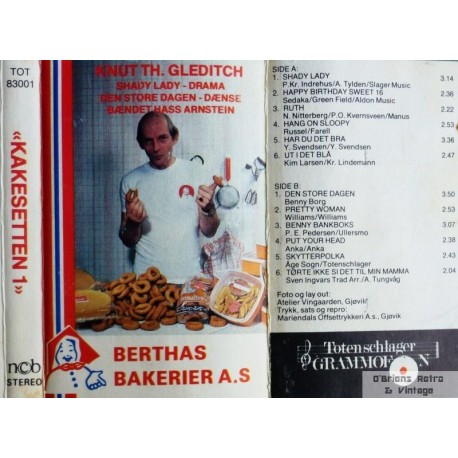 TOT
83001
«KAKESETTEN 1»
ncb
STEREO
KNUT TH. GLEDITCH
SHADY LADY - DRAMA
DEN STORE DAGEN - DÆNSE
BÆNDET HASS ARNSTEIN
BERTHAS
BAKERIER A.S
SIDE A:
1. SHADY LADY 3.14
P.Kr. Indrehus/A. Tylden/Slager Music
2. HAPPY BIRTHDAY SWEET 16 2.36
Sedaka/Green Field/Aldon Music
3. RUTH 2.22
N. Nitterberg/P.O. Kvernsveen/Manus
4. HANG ON SLOOPY 2.53
Russel/Farell
5. HAR DU DET BRA 3.36
Y. Svendsen/Y. Svendsen
6. UT I DET BLÅ 2.47
Kim Larsen/Kr. Lindemann
SIDE B:
1. DEN STORE DAGEN 3.50
Benny Borg
2. PRETTY WOMAN 2.53
Williams/Williams
3. BENNY BANKBOKS 3.07
P. E. Pedersen/Ullersmo
4. PUT YOUR HEAD 2.38
Anka/Anka
5. SKYTTERPOLKA 2.43
Åge Sogn/Totenschlager
6. TØRTE IKKE SI DET TIL MIN MAMMA 2.04
Sven Ingvars Trad Arr./A. Tungvåg
Foto og lay out:
Atelier Vingaarden, Gjøvik
Trykk, sats og repro:
Mariendals Offsettrykkeri A.s., Gjøvik
Totenschlager
GRAMMOFON
O'Briens Retro
& Vintage